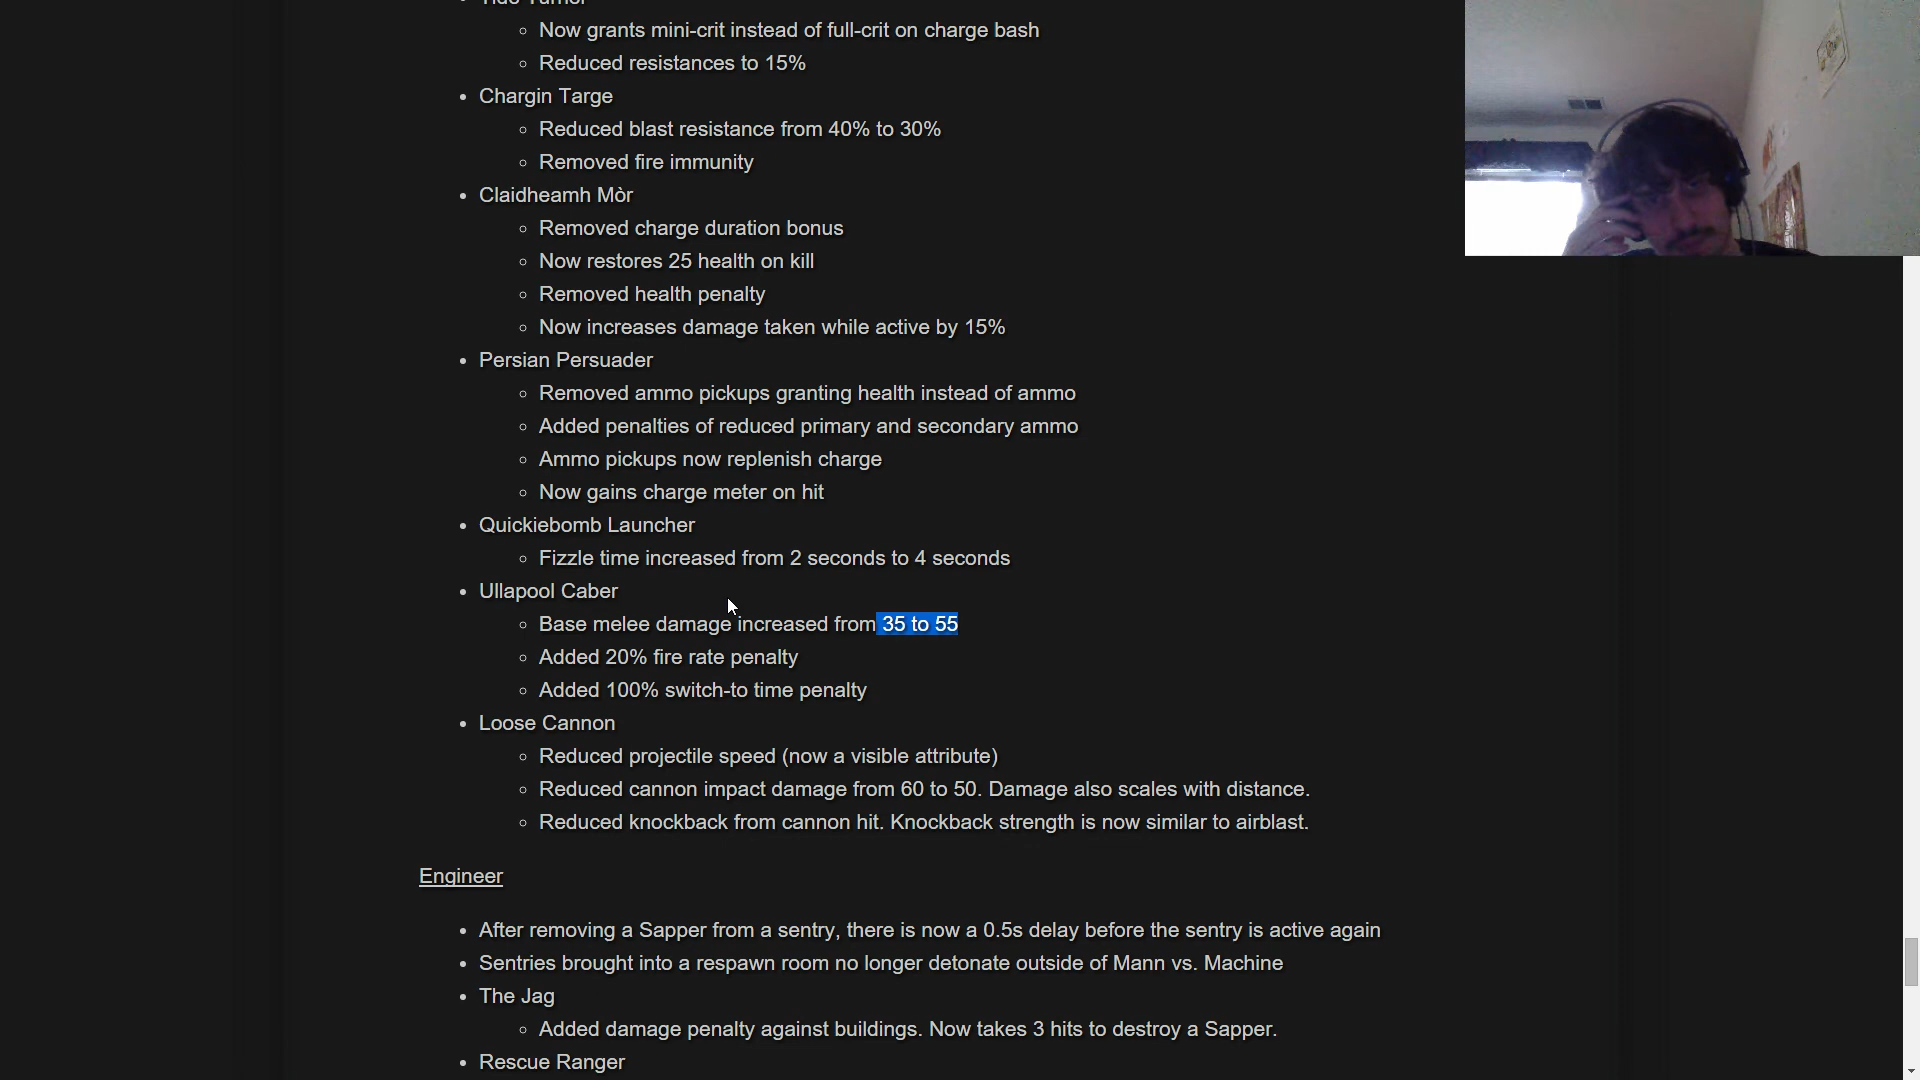 Tide Turner
Now grants mini-crit instead of full-crit on charge bash
Reduced resistances to 15%
Chargin Targe
Reduced blast resistance from 40% to 30%
Removed fire immunity
Claidheamh Mòr
Removed charge duration bonus
Now restores 25 health on kill
Removed health penalty
Now increases damage taken while active by 15%
Persian Persuader
Removed ammo pickups granting health instead of ammo
Added penalties of reduced primary and secondary ammo
Ammo pickups now replenish charge
Now gains charge meter on hit
Quickiebomb Launcher
Fizzle time increased from 2 seconds to 4 seconds
Ullapool Caber
Base melee damage increased from 35 to 55
Added 20% fire rate penalty
Added 100% switch-to time penalty
Loose Cannon
Reduced projectile speed (now a visible attribute)
Reduced cannon impact damage from 60 to 50. Damage also scales with distance.
Reduced knockback from cannon hit. Knockback strength is now similar to airblast.
Engineer
After removing a Sapper from a sentry, there is now a 0.5s delay before the sentry is active again
Sentries brought into a respawn room no longer detonate outside of Mann vs. Machine
The Jag
Added damage penalty against buildings. Now takes 3 hits to destroy a Sapper.
Rescue Ranger